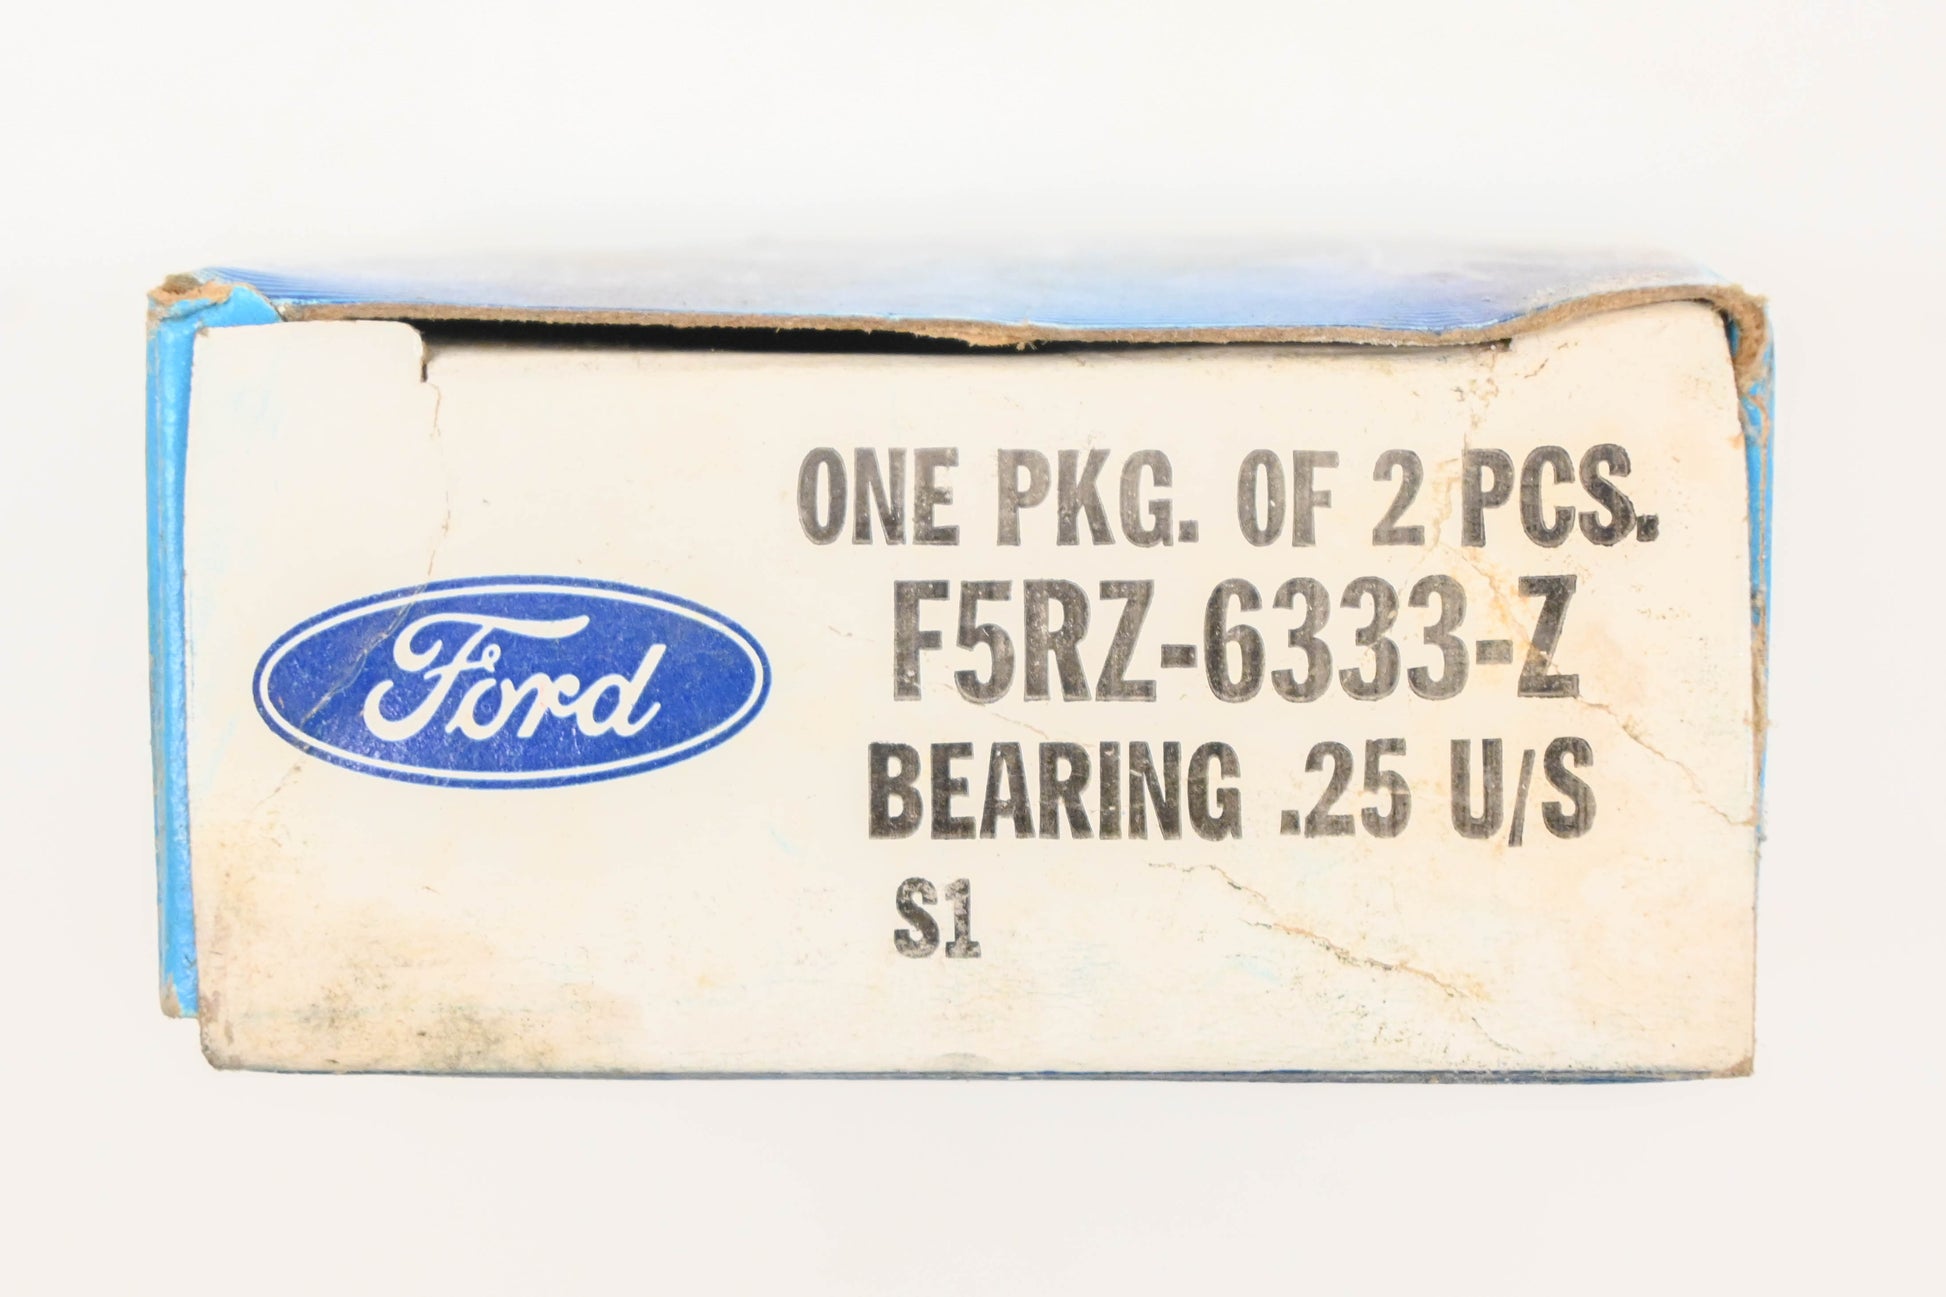 ONE PKG. OF 2 PCS.
Ford
F5RZ-6333-Z
BEARING .25 U/S
S1